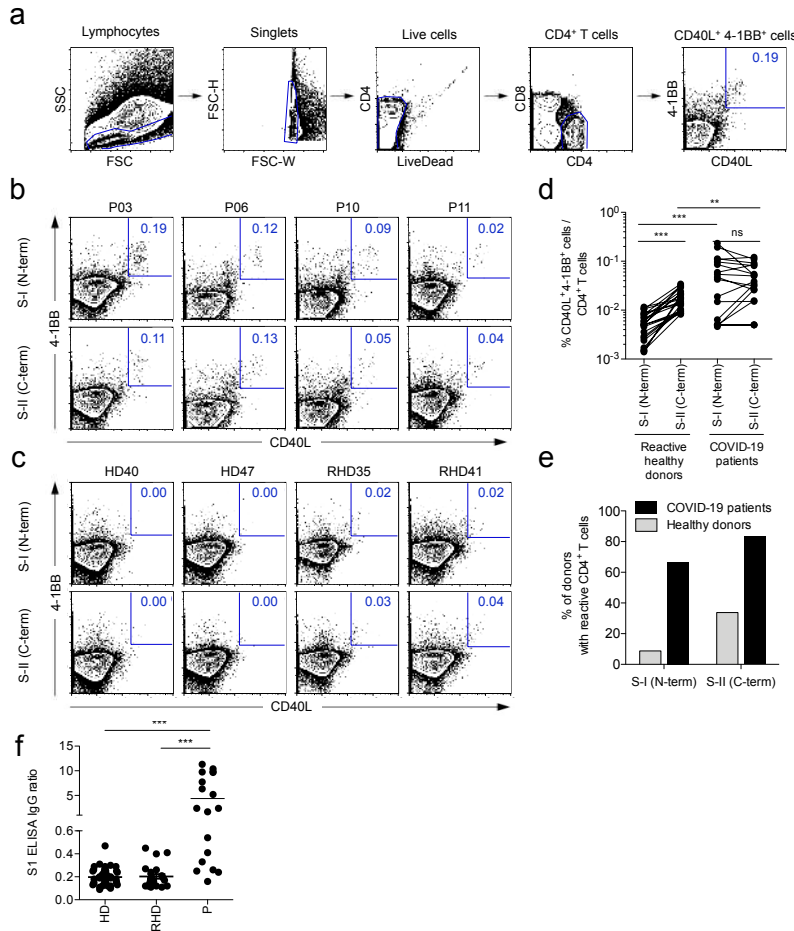 a
Lymphocytes
Singlets
Live cells
CD4+ T cells
CD40L+ 4-1BB+ cells
0.19
SSC
FSC
FSC-H
FSC-W
CD4
LiveDead
CD8
CD4
4-1BB
CD40L
b
P03
P06
P10
P11
S-I (N-term)
0.19
0.12
0.09
0.02
S-II (C-term)
0.11
0.13
0.05
0.04
4-1BB
CD40L
c
HD40
HD47
RHD35
RHD41
S-I (N-term)
0.00
0.00
0.02
0.02
S-II (C-term)
0.00
0.00
0.03
0.04
4-1BB
CD40L
d
**
***
***
ns
% CD40L+4-1BB+ cells /
CD4+ T cells
10^0
10^-1
10^-2
10^-3
S-I (N-term)
S-II (C-term)
S-I (N-term)
S-II (C-term)
Reactive
healthy
donors
COVID-19
patients
e
COVID-19 patients
Healthy donors
% of donors
with reactive CD4+ T cells
100
80
60
40
20
0
S-I (N-term)
S-II (C-term)
f
***
***
S1 ELISA IgG ratio
15
10
5
0.6
0.4
0.2
0.0
HD
RHD
P